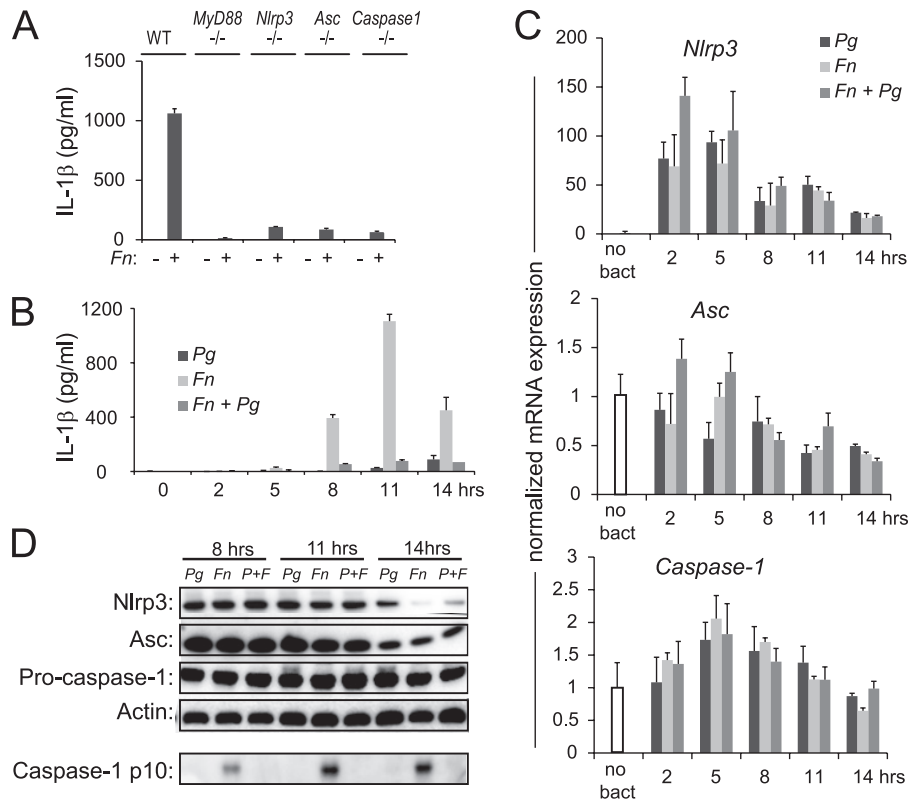 A
WT
MyD88 -/-
Nlrp3 -/-
Asc -/-
Caspase1 -/-
IL-1β (pg/ml)
1500
1000
500
0
Fn: - + - + - + - + - +
B
IL-1β (pg/ml)
1200
800
400
0
Pg
Fn
Fn + Pg
0 2 5 8 11 14 hrs
C
normalized mRNA expression
Nlrp3
Pg
Fn
Fn + Pg
200
150
100
50
0
no bact 2 5 8 11 14 hrs
Asc
2
1.5
1
0.5
0
no bact 2 5 8 11 14 hrs
Caspase-1
3
2.5
2
1.5
1
0.5
0
no bact 2 5 8 11 14 hrs
D
8 hrs 11 hrs 14hrs
Pg Fn P+F Pg Fn P+F Pg Fn P+F
Nlrp3:
Asc:
Pro-caspase-1:
Actin:
Caspase-1 p10: